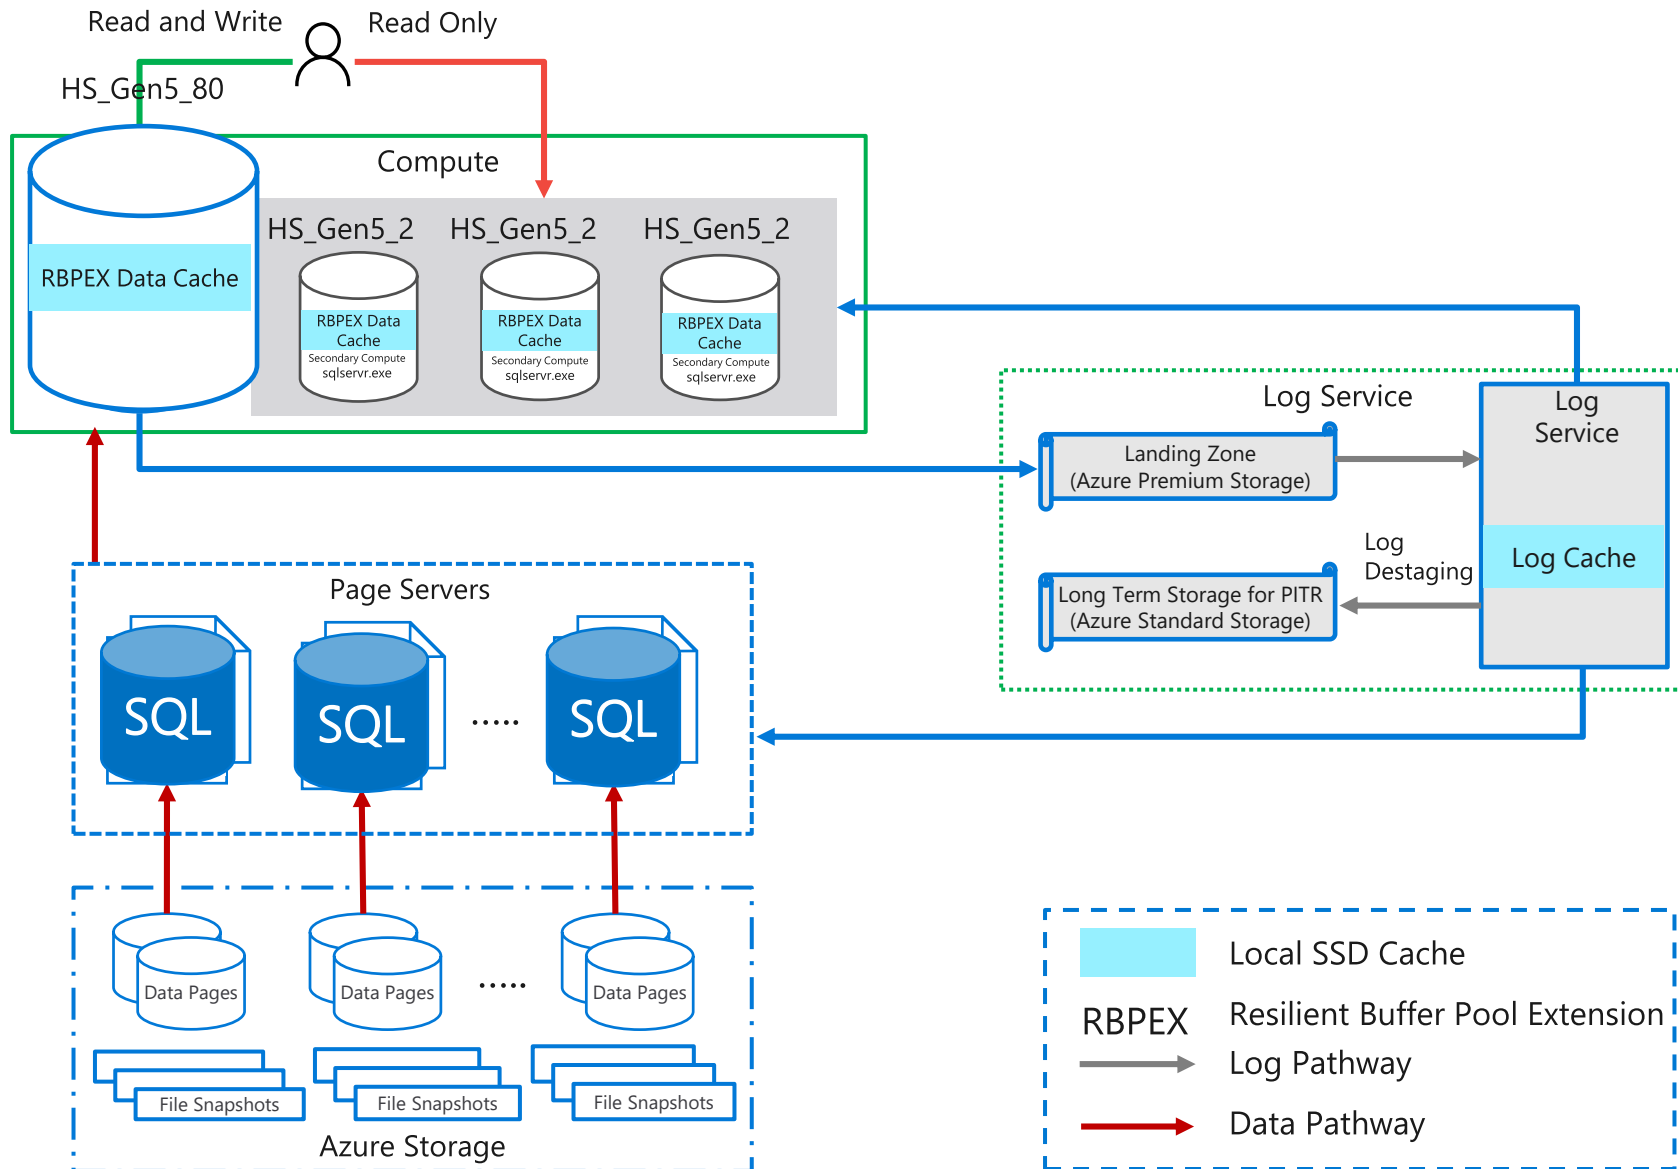 Read and Write
Read Only
HS_Gen5_80
Compute
RBPEX Data Cache
HS_Gen5_2
HS_Gen5_2
HS_Gen5_2
RBPEX Data
Cache
Secondary Compute
sqlservr.exe
RBPEX Data
Cache
Secondary Compute
sqlservr.exe
RBPEX Data
Cache
Secondary Compute
sqlservr.exe
Log Service
Log
Service
Landing Zone
(Azure Premium Storage)
Log
Destaging
Log Cache
Long Term Storage for PITR
(Azure Standard Storage)
Page Servers
SQL
SQL
.....
SQL
Data Pages
Data Pages
.....
Data Pages
File Snapshots
File Snapshots
File Snapshots
Azure Storage
Local SSD Cache
RBPEX
Resilient Buffer Pool Extension
Log Pathway
Data Pathway